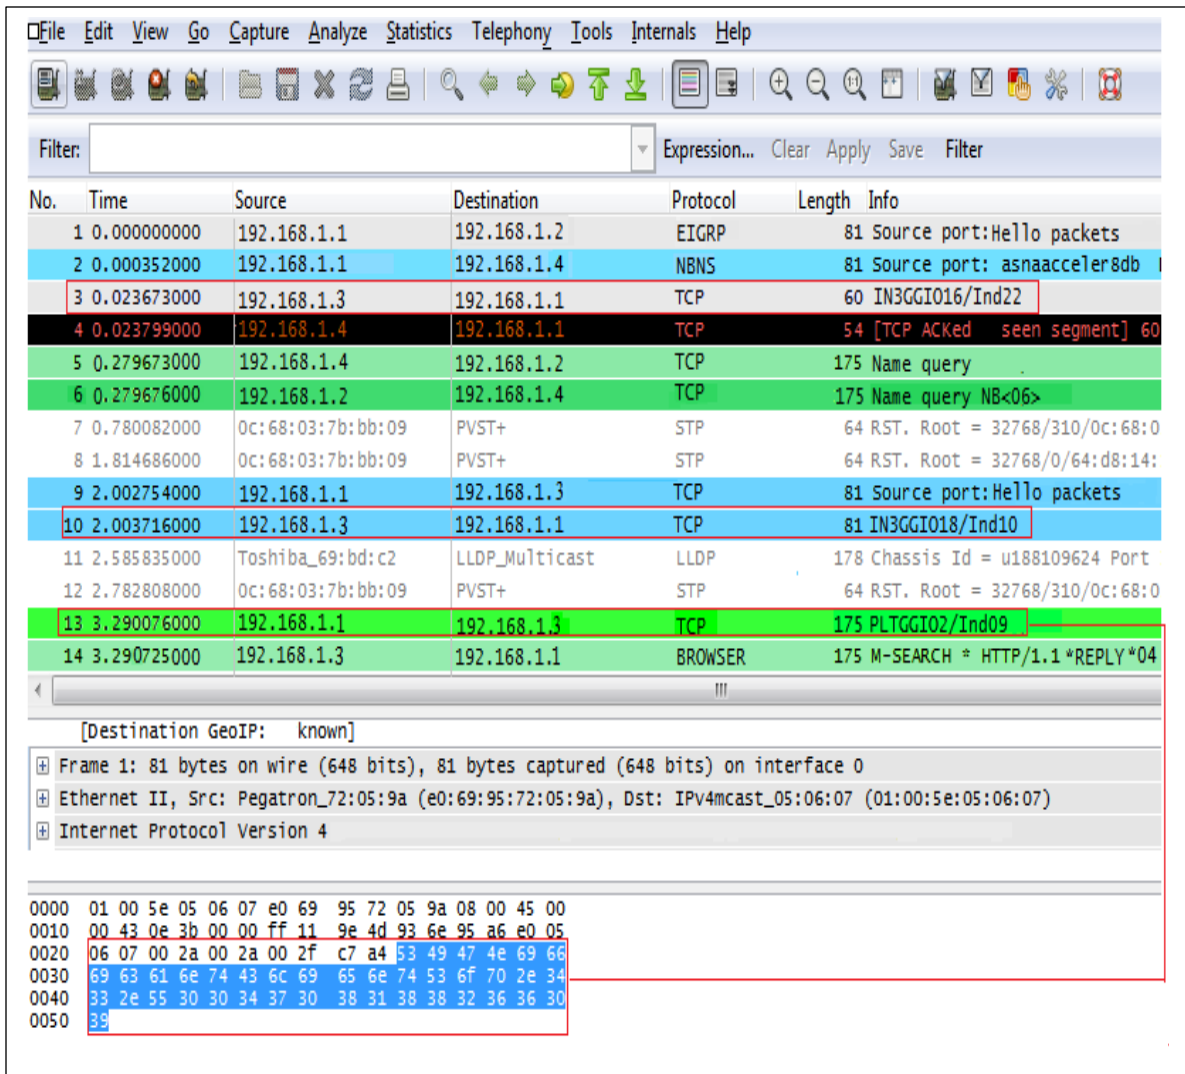 File Edit View Go Capture Analyze Statistics Telephony Tools Internals Help
Filter: Expression... Clear Apply Save Filter
No. Time Source Destination Protocol Length Info
1 0.000000000 192.168.1.1 192.168.1.2 EIGRP 81 Source port:Hello packets
2 0.000352000 192.168.1.1 192.168.1.4 NBNS 81 Source port: asnaacceler8db
3 0.023673000 192.168.1.3 192.168.1.1 TCP 60 IN3GGIO16/Ind22
4 0.023799000 192.168.1.4 192.168.1.1 TCP 54 [TCP ACKed seen segment] 60
5 0.279673000 192.168.1.4 192.168.1.2 TCP 175 Name query
6 0.279676000 192.168.1.2 192.168.1.4 TCP 175 Name query NB<06>
7 0.780082000 0c:68:03:7b:bb:09 PVST+ STP 64 RST. Root = 32768/310/0c:68:0
8 1.814686000 0c:68:03:7b:bb:09 PVST+ STP 64 RST. Root = 32768/0/64:d8:14:
9 2.002754000 192.168.1.1 192.168.1.3 TCP 81 Source port:Hello packets
10 2.003716000 192.168.1.3 192.168.1.1 TCP 81 IN3GGIO18/Ind10
11 2.585835000 Toshiba_69:bd:c2 LLDP_Multicast LLDP 178 Chassis Id = u188109624 Port
12 2.782808000 0c:68:03:7b:bb:09 PVST+ STP 64 RST. Root = 32768/310/0c:68:0
13 3.290076000 192.168.1.1 192.168.1.3 TCP 175 PLTGGIO2/Ind09
14 3.290725000 192.168.1.3 192.168.1.1 BROWSER 175 M-SEARCH * HTTP/1.1 *REPLY *04
[Destination GeoIP: known]
Frame 1: 81 bytes on wire (648 bits), 81 bytes captured (648 bits) on interface 0
Ethernet II, Src: Pegatron_72:05:9a (e0:69:95:72:05:9a), Dst: IPv4mcast_05:06:07 (01:00:5e:05:06:07)
Internet Protocol Version 4
0000 01 00 5e 05 06 07 e0 69 95 72 05 9a 08 00 45 00
0010 00 43 0e 3b 00 00 ff 11 9e 4d 93 6e 95 a6 e0 05
0020 06 07 00 2a 00 2a 00 2f c7 a4 53 49 47 4e 69 66
0030 69 63 61 6e 74 43 6c 69 65 6e 74 53 6f 70 2e 34
0040 33 2e 55 30 30 34 37 30 38 31 38 38 32 36 36 30
0050 39